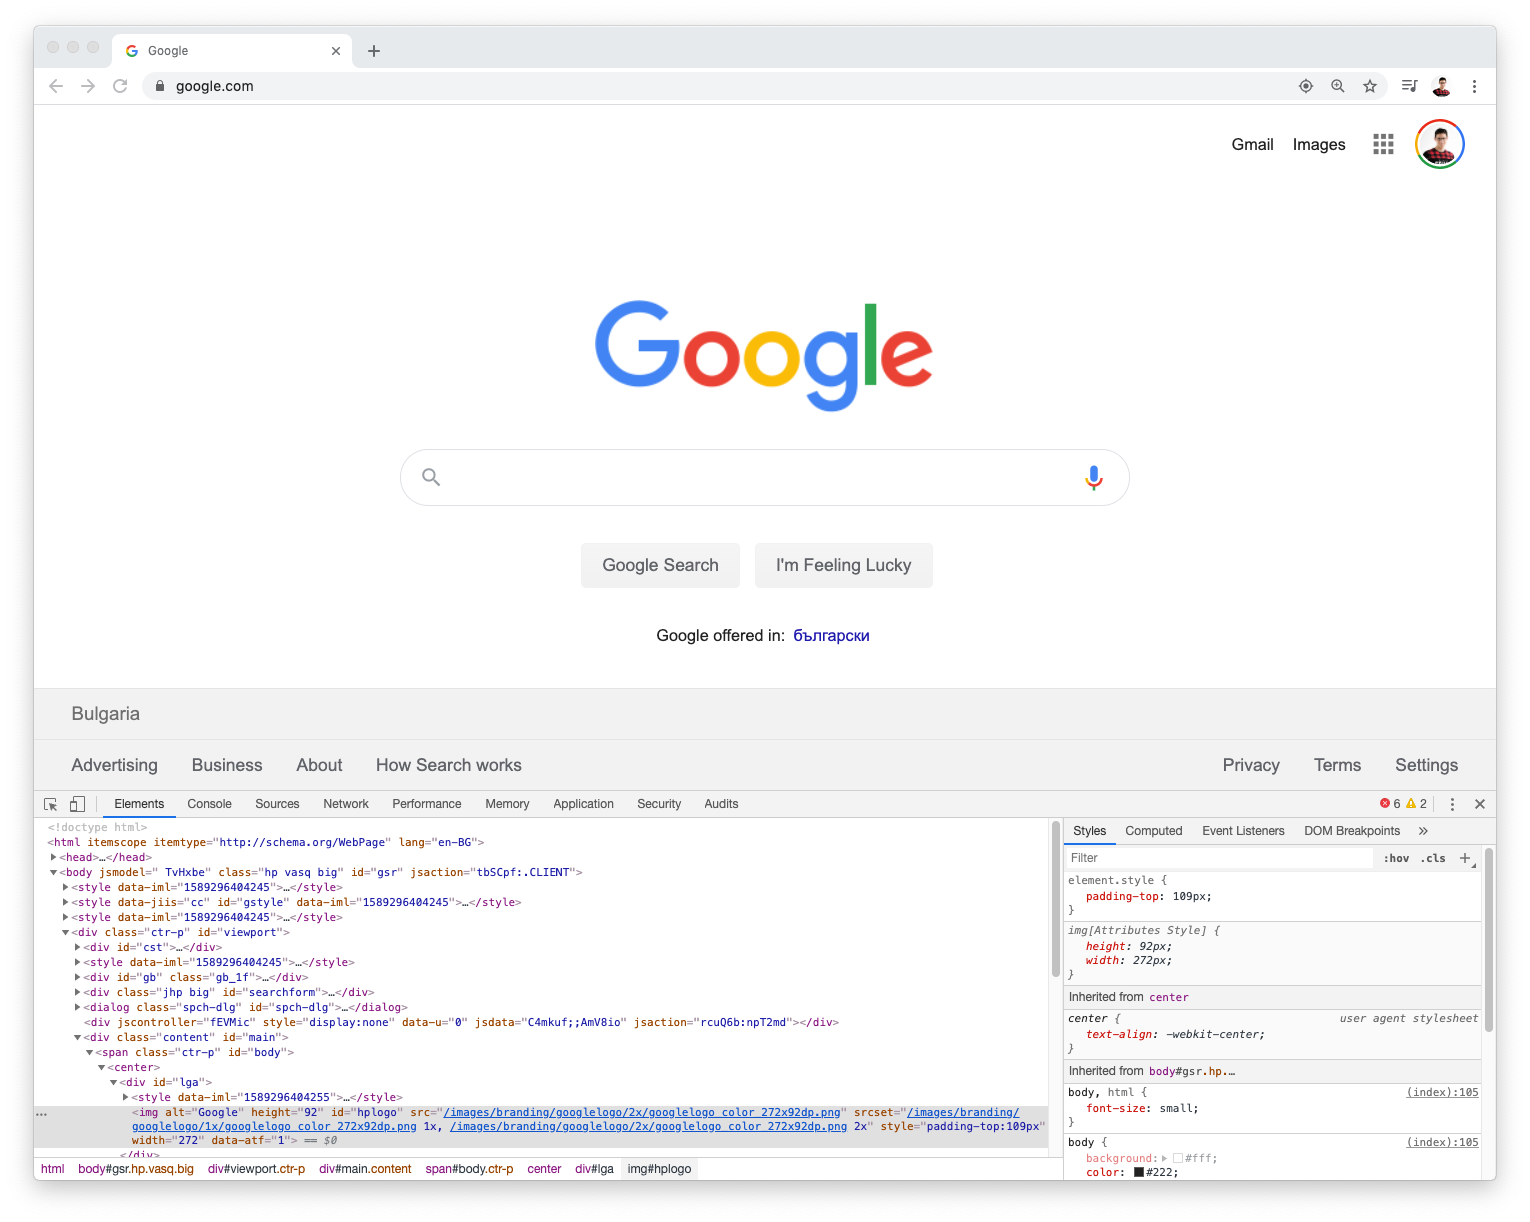 Google
google.com
Gmail Images
Google
Google Search I'm Feeling Lucky
Google offered in: български
Bulgaria
Advertising Business About How Search works Privacy Terms Settings
Elements Console Sources Network Performance Memory Application Security Audits 6 2
<!doctype html>
<html itemscope itemtype="http://schema.org/WebPage" lang="en-BG">
<head>…</head>
<body jsmodel=" TvHxbe" class="hp vasq big" id="gsr" jsaction="tbSCpf:.CLIENT">
<style data-iml="1589296404245">…</style>
<style data-jiis="cc" id="gstyle" data-iml="1589296404245">…</style>
<style data-iml="1589296404245">…</style>
<div class="ctr-p" id="viewport">
<div id="cst">…</div>
<style data-iml="1589296404245">…</style>
<div id="gb" class="gb_1f">…</div>
<div class="jhp big" id="searchform">…</div>
<dialog class="spch-dlg" id="spch-dlg">…</dialog>
<div jscontroller="fEVMic" style="display:none" data-u="0" jsdata="C4mkuf;;AmV8io" jsaction="rcuQ6b:npT2md"></div>
<div class="content" id="main">
<span class="ctr-p" id="body">
<center>
<div id="lga">
<style data-iml="1589296404255">…</style>
… <img alt="Google" height="92" id="hplogo" src="/images/branding/googlelogo/2x/googlelogo_color_272x92dp.png" srcset="/images/branding/
googlelogo/1x/googlelogo_color_272x92dp.png 1x, /images/branding/googlelogo/2x/googlelogo_color_272x92dp.png 2x" style="padding-top:109px"
width="272" data-atf="1"> == $0
</div>
html body#gsr.hp.vasq.big div#viewport.ctr-p div#main.content span#body.ctr-p center div#lga img#hplogo
Styles Computed Event Listeners DOM Breakpoints »
Filter :hov .cls +
element.style {
padding-top: 109px;
}
img[Attributes Style] {
height: 92px;
width: 272px;
}
Inherited from center
center { user agent stylesheet
text-align: -webkit-center;
}
Inherited from body#gsr.hp.…
body, html { (index):105
font-size: small;
}
body { (index):105
background: #fff;
color: #222;